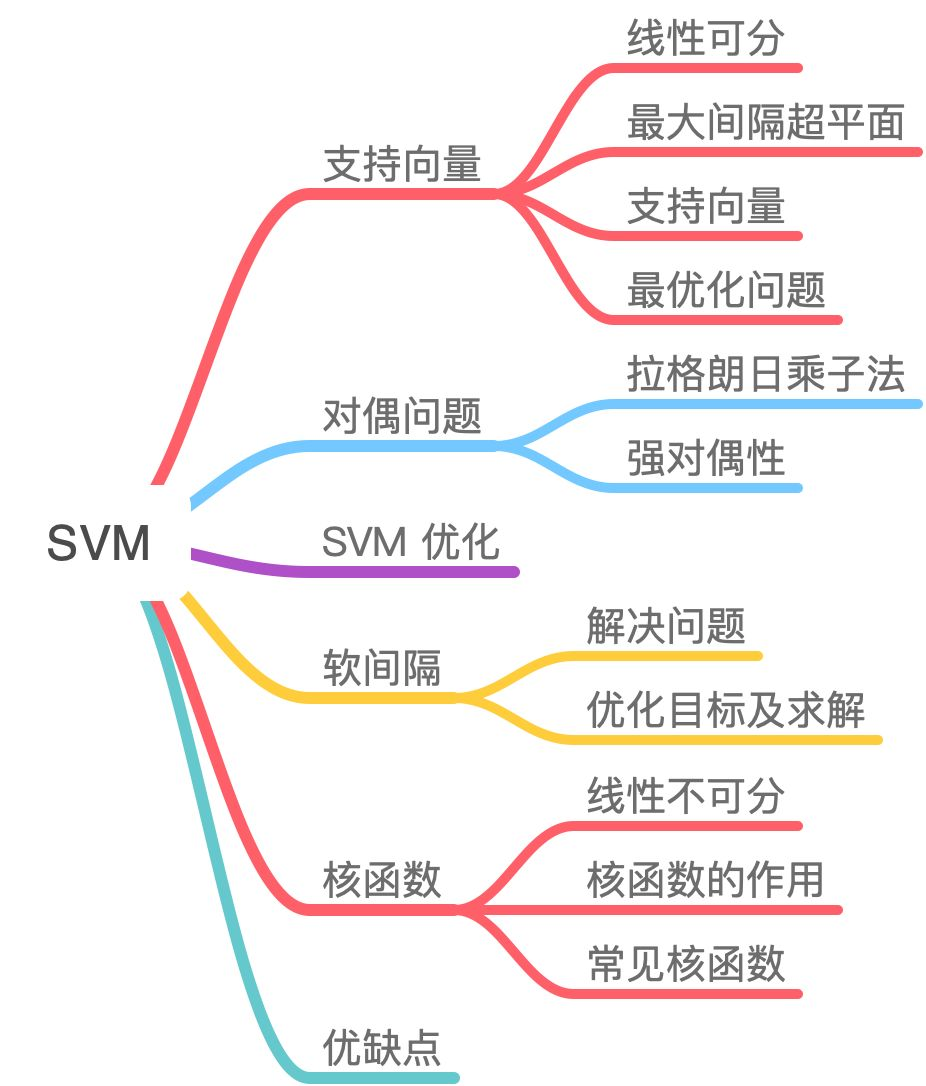 SVM
支持向量
线性可分
最大间隔超平面
支持向量
最优化问题
对偶问题
拉格朗日乘子法
强对偶性
SVM 优化
软间隔
解决问题
优化目标及求解
核函数
线性不可分
核函数的作用
常见核函数
优缺点